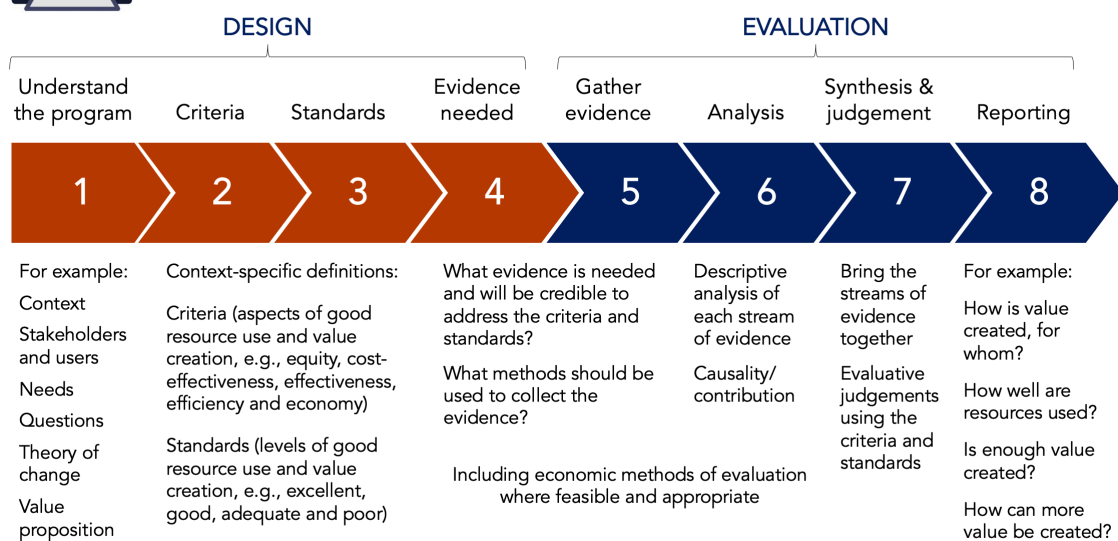 DESIGN
EVALUATION
Understand
the program
Criteria
Standards
Evidence
needed
Gather
evidence
Analysis
Synthesis &
judgement
Reporting
1
2
3
4
5
6
7
8
For example:
Context
Stakeholders
and users
Needs
Questions
Theory of
change
Value
proposition
Context-specific definitions:
Criteria (aspects of good
resource use and value
creation, e.g., equity, cost-
effectiveness, effectiveness,
efficiency and economy)
Standards (levels of good
resource use and value
creation, e.g., excellent,
good, adequate and poor)
What evidence is needed
and will be credible to
address the criteria and
standards?
What methods should be
used to collect the
evidence?
Including economic methods of evaluation
where feasible and appropriate
Descriptive
analysis of
each stream
of evidence
Causality/
contribution
Bring the
streams of
evidence
together
Evaluative
judgements
using the
criteria and
standards
For example:
How is value
created, for
whom?
How well are
resources used?
Is enough value
created?
How can more
value be created?